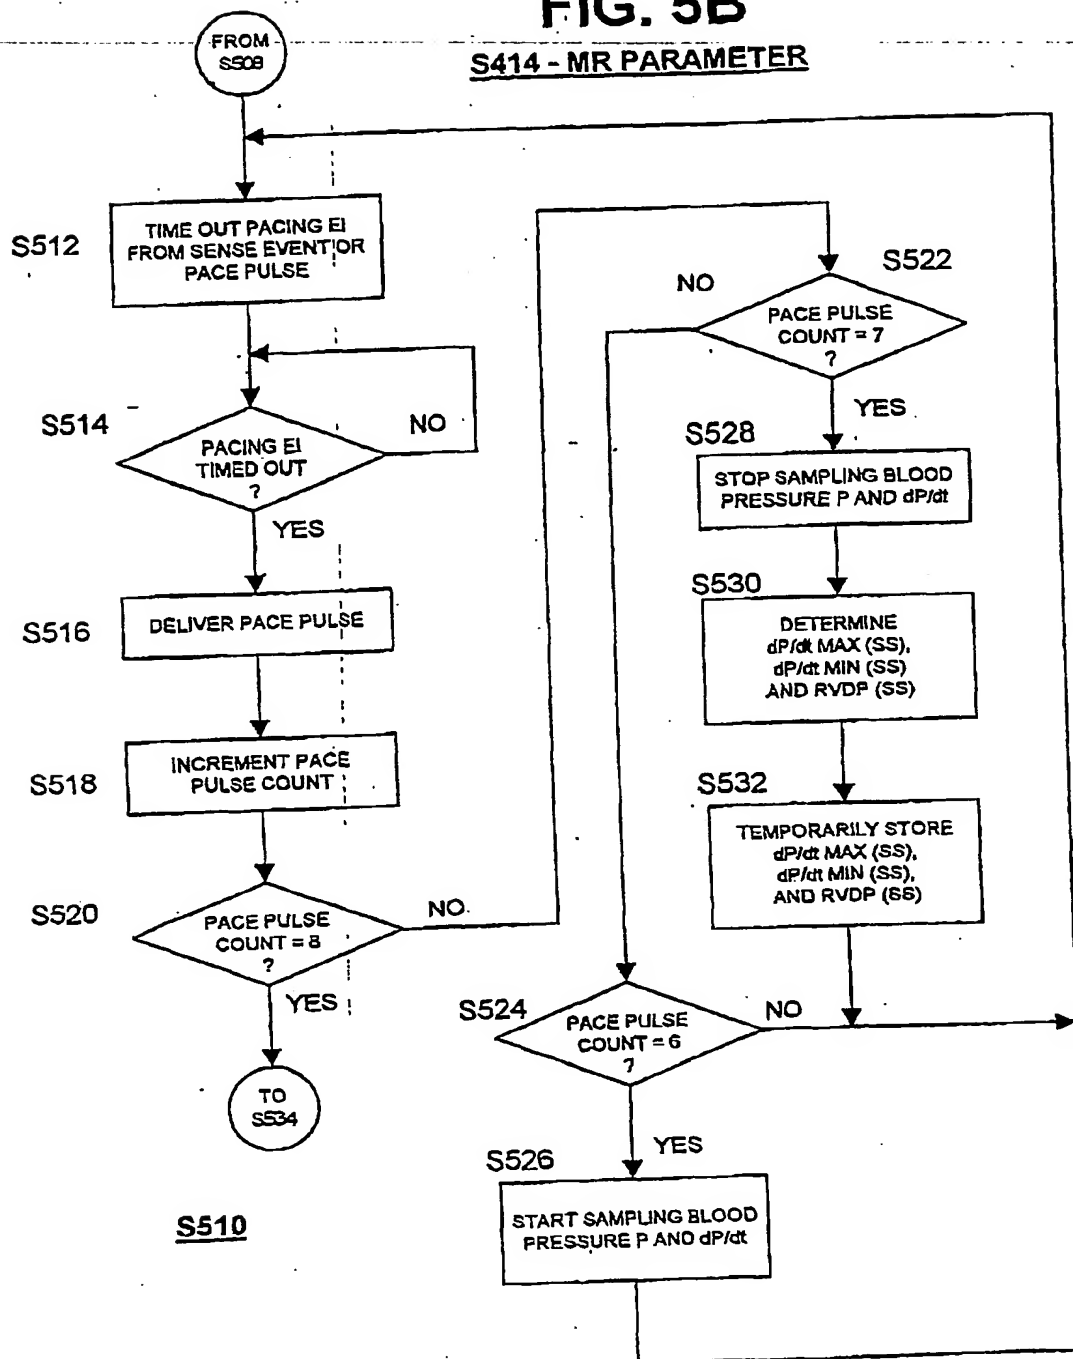 FIG. 5B
S414 - MR PARAMETER
FROM
S508
S512
TIME OUT PACING EI
FROM SENSE EVENT OR
PACE PULSE
S514
PACING EI
TIMED OUT
?
NO
YES
S516
DELIVER PACE PULSE
S518
INCREMENT PACE
PULSE COUNT
S520
PACE PULSE
COUNT = 8
?
NO
YES
TO
S534
S510
S522
NO
PACE PULSE
COUNT = 7
?
YES
S528
STOP SAMPLING BLOOD
PRESSURE P AND dP/dt
S530
DETERMINE
dP/dt MAX (SS),
dP/dt MIN (SS)
AND RVDP (SS)
S532
TEMPORARILY STORE
dP/dt MAX (SS),
dP/dt MIN (SS),
AND RVDP (SS)
S524
PACE PULSE
COUNT = 6
?
NO
YES
S526
START SAMPLING BLOOD
PRESSURE P AND dP/dt